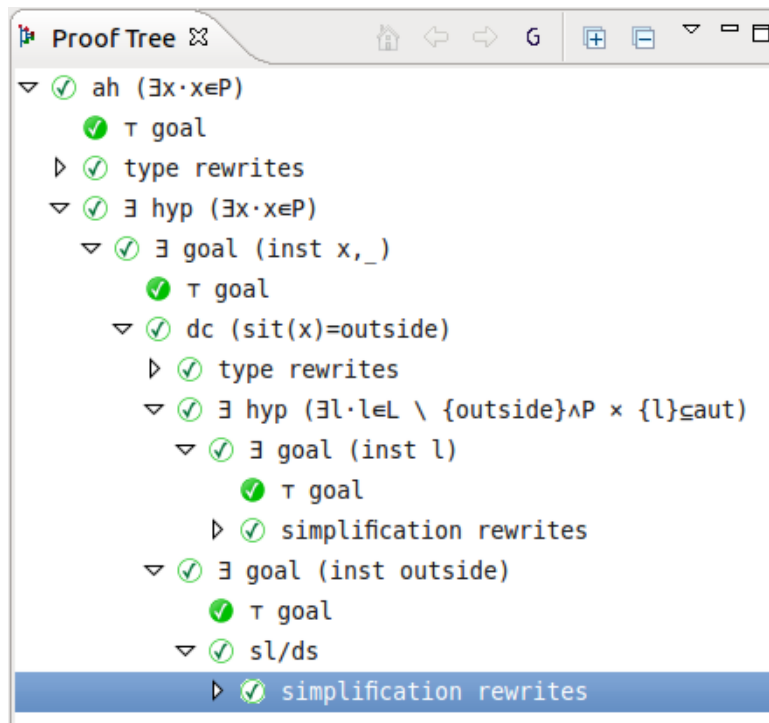 Proof Tree
G
ah (∃x·x∈P)
⊤ goal
type rewrites
∃ hyp (∃x·x∈P)
∃ goal (inst x,_)
⊤ goal
dc (sit(x)=outside)
type rewrites
∃ hyp (∃l·l∈L \ {outside}∧P × {l}⊆aut)
∃ goal (inst l)
⊤ goal
simplification rewrites
∃ goal (inst outside)
⊤ goal
sl/ds
simplification rewrites